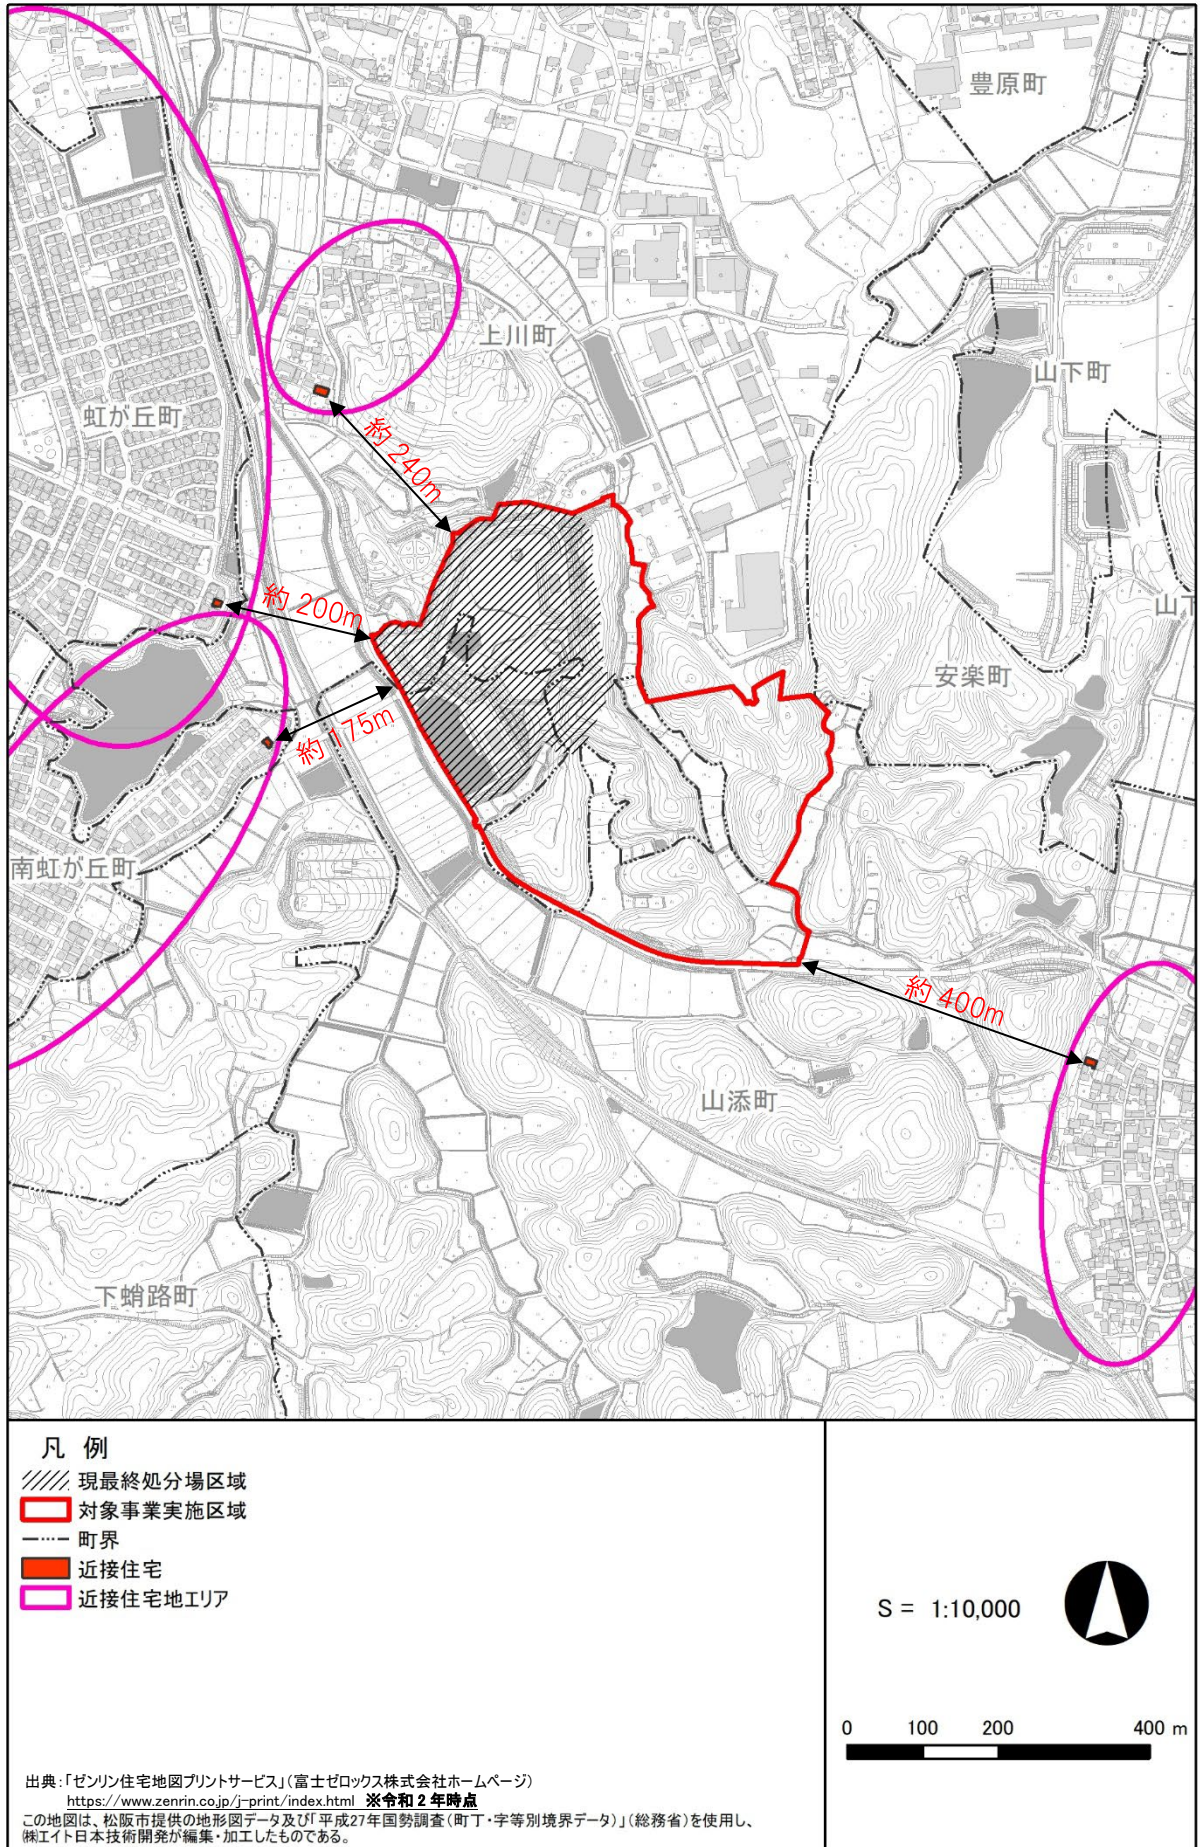 豊原町
上川町
山下町
虹が丘町
約 240m
約 200m
山下
安楽町
約 175m
南虹が丘町
約 400m
山添町
下蛸路町
凡 例
現最終処分場区域
対象事業実施区域
町界
近接住宅
近接住宅地エリア
S = 1:10,000
0 100 200 400 m
出典:「ゼンリン住宅地図プリントサービス」(富士ゼロックス株式会社ホームページ)
https://www.zenrin.co.jp/j-print/index.html ※令和２年時点
この地図は、松阪市提供の地形図データ及び「平成27年国勢調査(町丁・字等別境界データ)」(総務省)を使用し、
㈱エイト日本技術開発が編集・加工したものである。